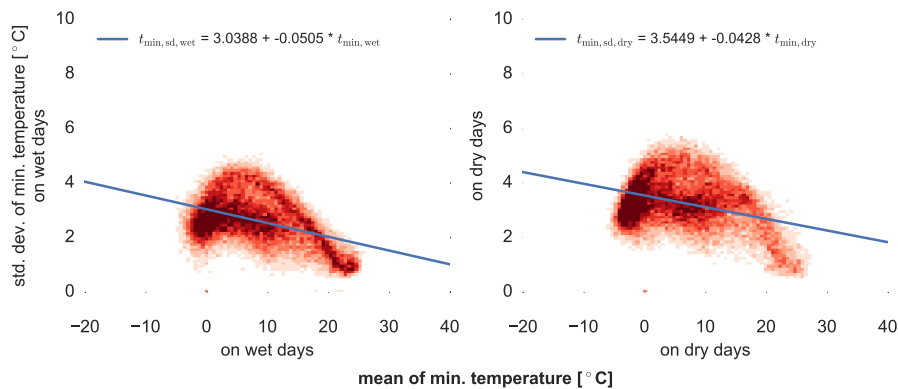 10
8
6
4
2
0
std. dev. of min. temperature [°C]
on wet days
t_min,sd,wet = 3.0388 + -0.0505 * t_min,wet
−20 −10 0 10 20 30 40
on wet days
10
8
6
4
2
0
on dry days
t_min,sd,dry = 3.5449 + -0.0428 * t_min,dry
−20 −10 0 10 20 30 40
on dry days
mean of min. temperature [°C]